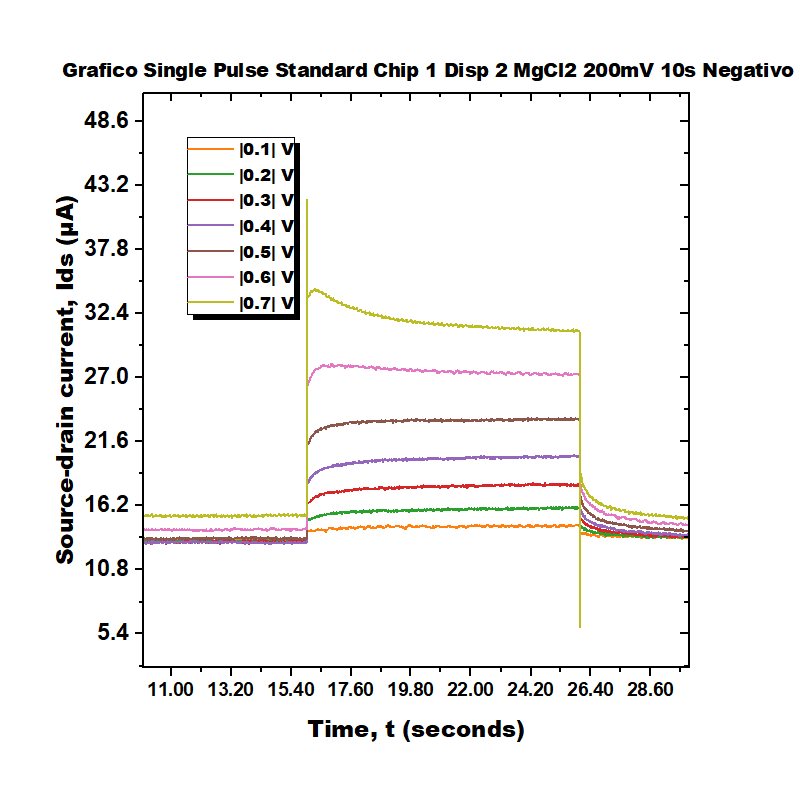 Grafico Single Pulse Standard Chip 1 Disp 2 MgCl2 200mV 10s Negativo
48.6
43.2
37.8
32.4
27.0
21.6
16.2
10.8
5.4
Source-drain current, Ids (µA)
|0.1| V
|0.2| V
|0.3| V
|0.4| V
|0.5| V
|0.6| V
|0.7| V
11.00 13.20 15.40 17.60 19.80 22.00 24.20 26.40 28.60
Time, t (seconds)